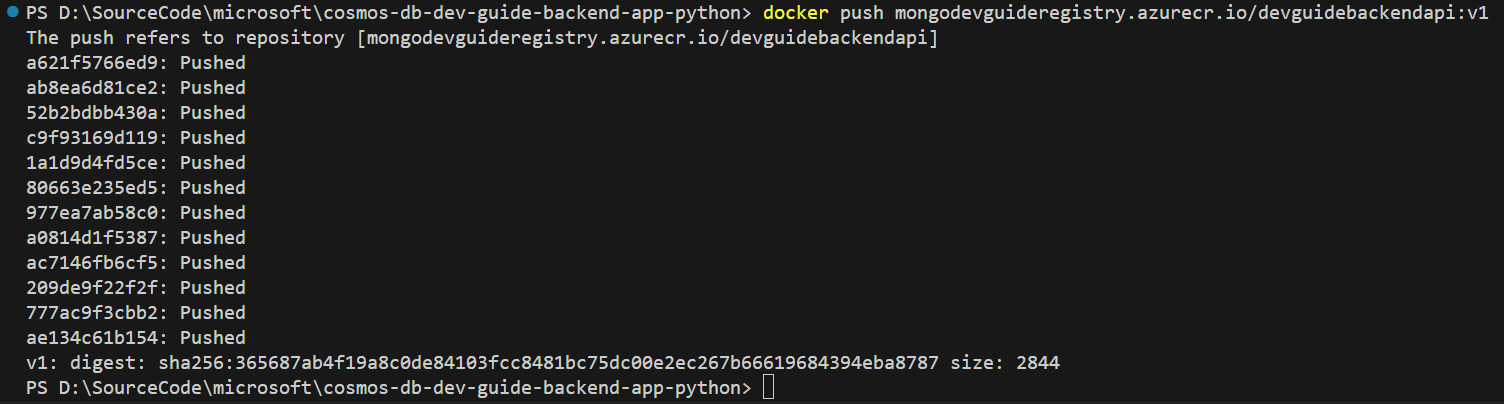 PS D:\SourceCode\microsoft\cosmos-db-dev-guide-backend-app-python> docker push mongodevguideregistry.azurecr.io/devguidebackendapi:v1
The push refers to repository [mongodevguideregistry.azurecr.io/devguidebackendapi]
a621f5766ed9: Pushed
ab8ea6d81ce2: Pushed
52b2bdbb430a: Pushed
c9f93169d119: Pushed
1a1d9d4fd5ce: Pushed
80663e235ed5: Pushed
977ea7ab58c0: Pushed
a0814d1f5387: Pushed
ac7146fb6cf5: Pushed
209de9f22f2f: Pushed
777ac9f3cbb2: Pushed
ae134c61b154: Pushed
v1: digest: sha256:365687ab4f19a8c0de84103fcc8481bc75dc00e2ec267b66619684394eba8787 size: 2844
PS D:\SourceCode\microsoft\cosmos-db-dev-guide-backend-app-python>